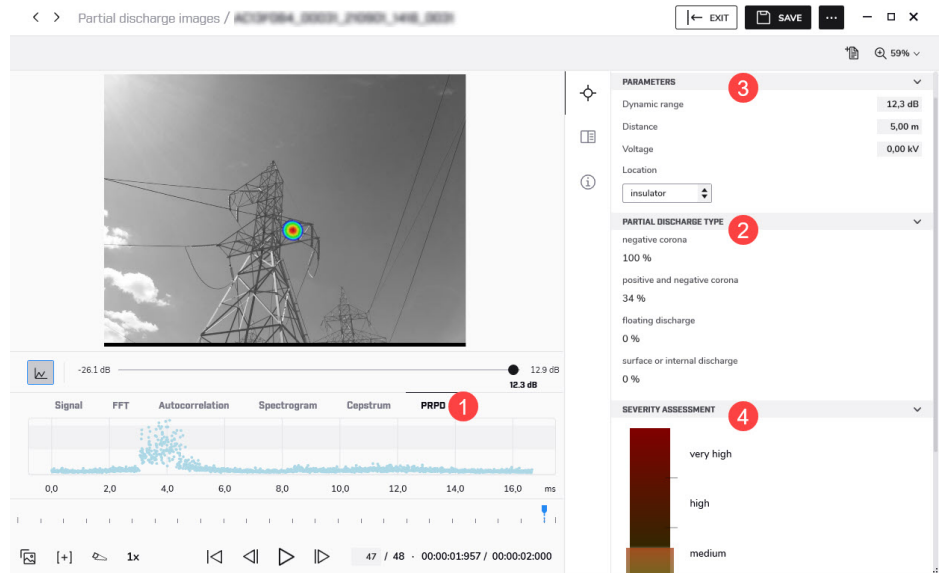 Partial discharge images /
EXIT
SAVE
59%
PARAMETERS
3
Dynamic range
12,3 dB
Distance
5,00 m
Voltage
0,00 kV
Location
insulator
PARTIAL DISCHARGE TYPE
2
negative corona
100 %
positive and negative corona
34 %
floating discharge
0 %
surface or internal discharge
0 %
-26.1 dB
12.9 dB
12.3 dB
Signal FFT Autocorrelation Spectrogram Cepstrum PRPD
1
0,0 2,0 4,0 6,0 8,0 10,0 12,0 14,0 16,0 ms
[+] 1x 47 / 48 · 00:00:01:957 / 00:00:02:000
SEVERITY ASSESSMENT
4
very high
high
medium